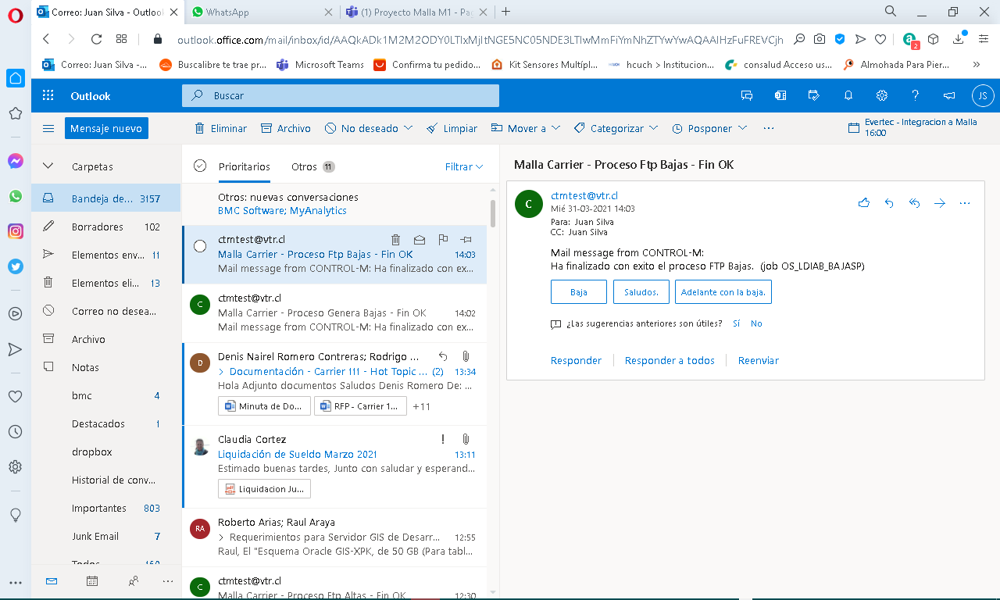 Correo: Juan Silva - Outlook
WhatsApp
(1) Proyecto Malla M1 - Pa
outlook.office.com/mail/inbox/id/
2
Correo: Juan Silva -...
Buscalibre te trae pr...
Microsoft Teams
Confirma tu pedido...
Kit Sensores Multípl...
hcuch > Institucion...
consalud Acceso us...
Almohada Para Pier...
Outlook
Buscar
JS
Mensaje nuevo
Eliminar
Archivo
No deseado
Limpiar
Mover a
Categorizar
Posponer
Evertec - Integracion a Malla
16:00
Carpetas
Bandeja de... 3157
Borradores 102
Elementos env... 11
Elementos eli... 13
Correo no desea...
Archivo
Notas
bmc 4
Destacados 1
dropbox
Historial de conv...
Importantes 803
Junk Email 7
Todos
Prioritarios
Otros 11
Filtrar
Otros: nuevas conversaciones
BMC Software; MyAnalytics
ctmtest@vtr.cl
Malla Carrier - Proceso Ftp Bajas - Fin OK 14:03
Mail message from CONTROL-M: Ha finalizado con ex...
C
ctmtest@vtr.cl
Malla Carrier - Proceso Genera Bajas - Fin OK 14:02
Mail message from CONTROL-M: Ha finalizado con ex...
D
Denis Nairel Romero Contreras; Rodrigo ...
> Documentación - Carrier 111 - Hot Topic ... (2) 13:34
Hola Adjunto documentos Saludos Denis Romero De: ...
Minuta de Do...
RFP - Carrier 1...
+11
Claudia Cortez
Liquidación de Sueldo Marzo 2021 13:11
Estimado buenas tardes, Junto con saludar y esperand...
Liquidacion Ju...
RA
Roberto Arias; Raul Araya
> Requerimientos para Servidor GIS de Desarr... 12:55
Raul, El "Esquema Oracle GIS-XPK, de 50 GB (Para tabl...
C
ctmtest@vtr.cl
Malla Carrier - Proceso Ftp Altas - Fin OK 12:30
Malla Carrier - Proceso Ftp Bajas - Fin OK
C
ctmtest@vtr.cl
Mié 31-03-2021 14:03
Para: Juan Silva
CC: Juan Silva
Mail message from CONTROL-M:
Ha finalizado con exito el proceso FTP Bajas. (job OS_LDIAB_BAJASP)
Baja
Saludos.
Adelante con la baja.
¿Las sugerencias anteriores son útiles? Sí No
Responder
Responder a todos
Reenviar